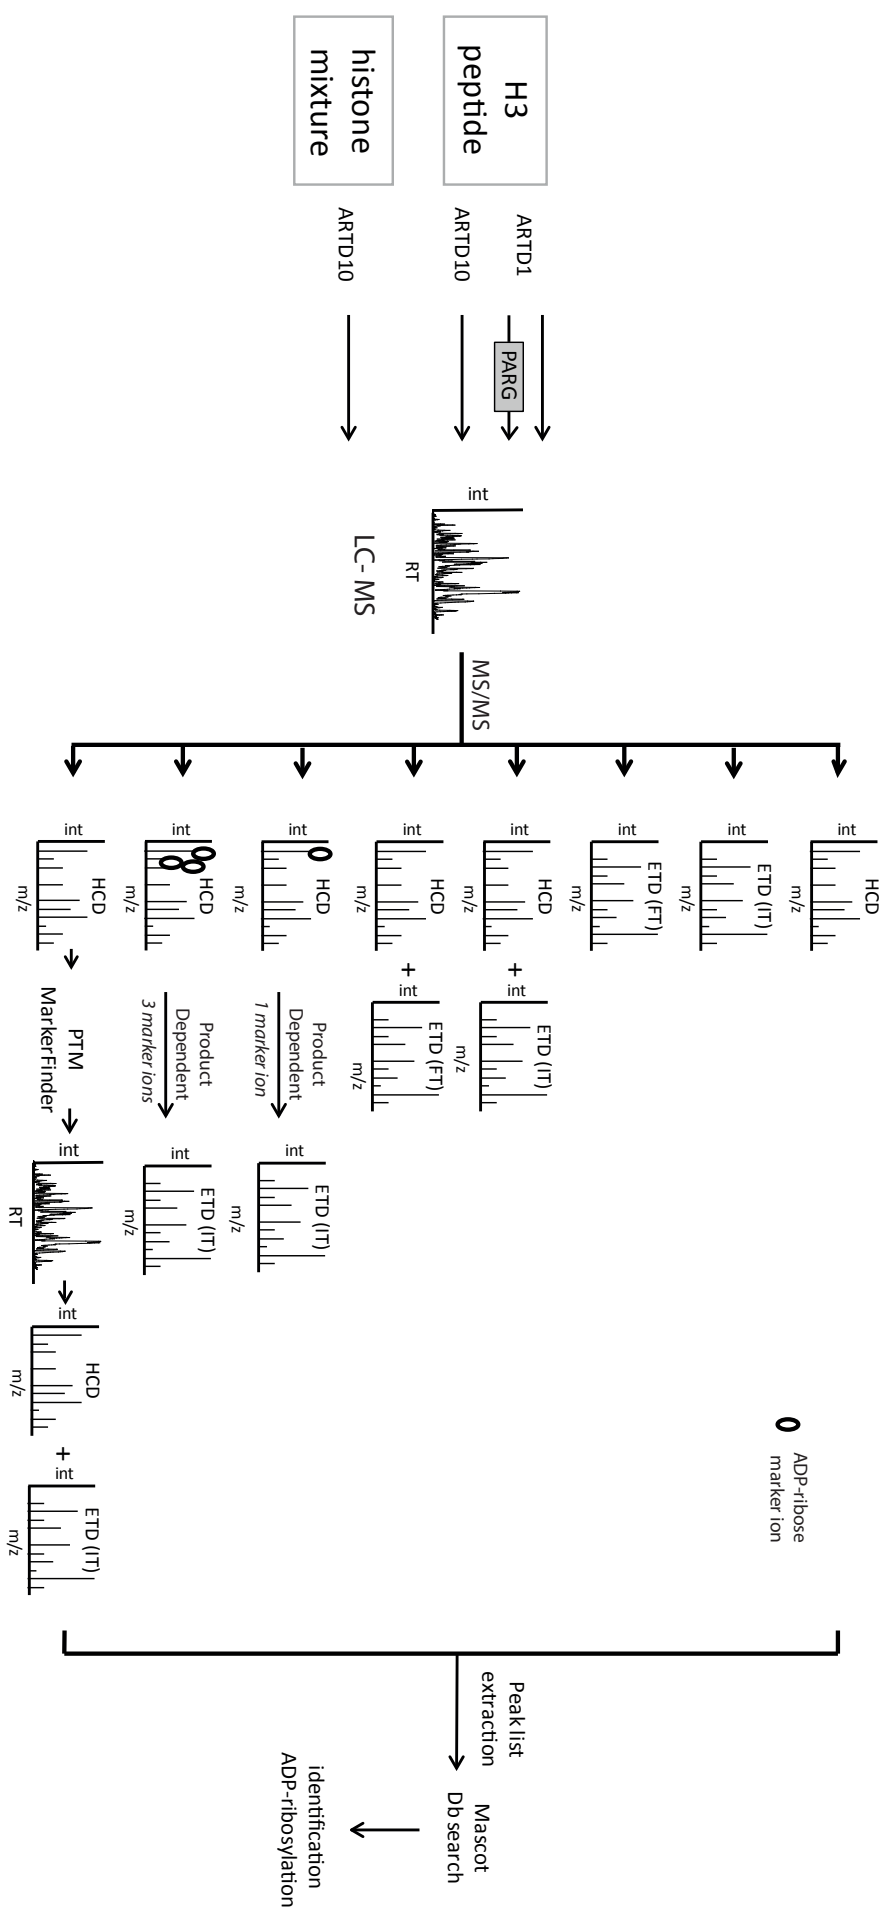 H3
peptide
ARTD1
PARG
ARTD10
histone
mixture
ARTD10
int
RT
LC-MS
MS/MS
HCD
int
m/z
ETD (IT)
int
m/z
ETD (FT)
int
m/z
HCD
int
m/z
+
ETD (IT)
int
m/z
HCD
int
m/z
+
ETD (FT)
int
m/z
HCD
int
m/z
Product
Dependent
1 marker ion
ETD (IT)
int
m/z
HCD
int
m/z
Product
Dependent
3 marker ions
ETD (IT)
int
m/z
HCD
int
m/z
PTM
MarkerFinder
int
RT
HCD
int
m/z
+
ETD (IT)
int
m/z
ADP-ribose
marker ion
Peak list
extraction
Mascot
Db search
identification
ADP-ribosylation